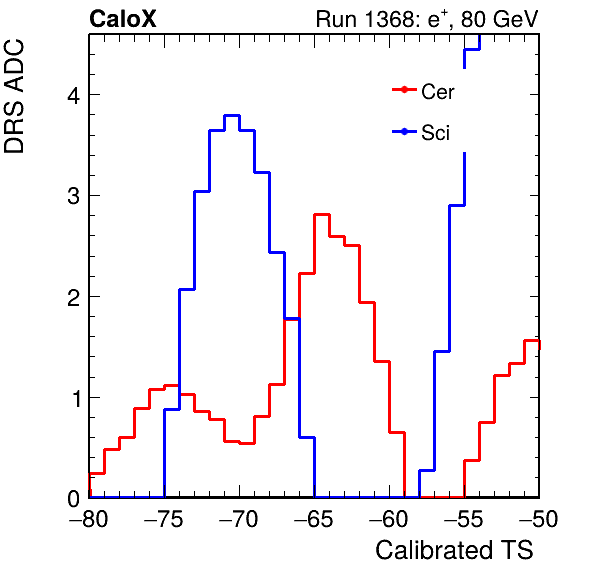 CaloX Run 1368: e⁺, 80 GeV
DRS ADC
Cer
Sci
4
3
2
1
0
−80 −75 −70 −65 −60 −55 −50
Calibrated TS